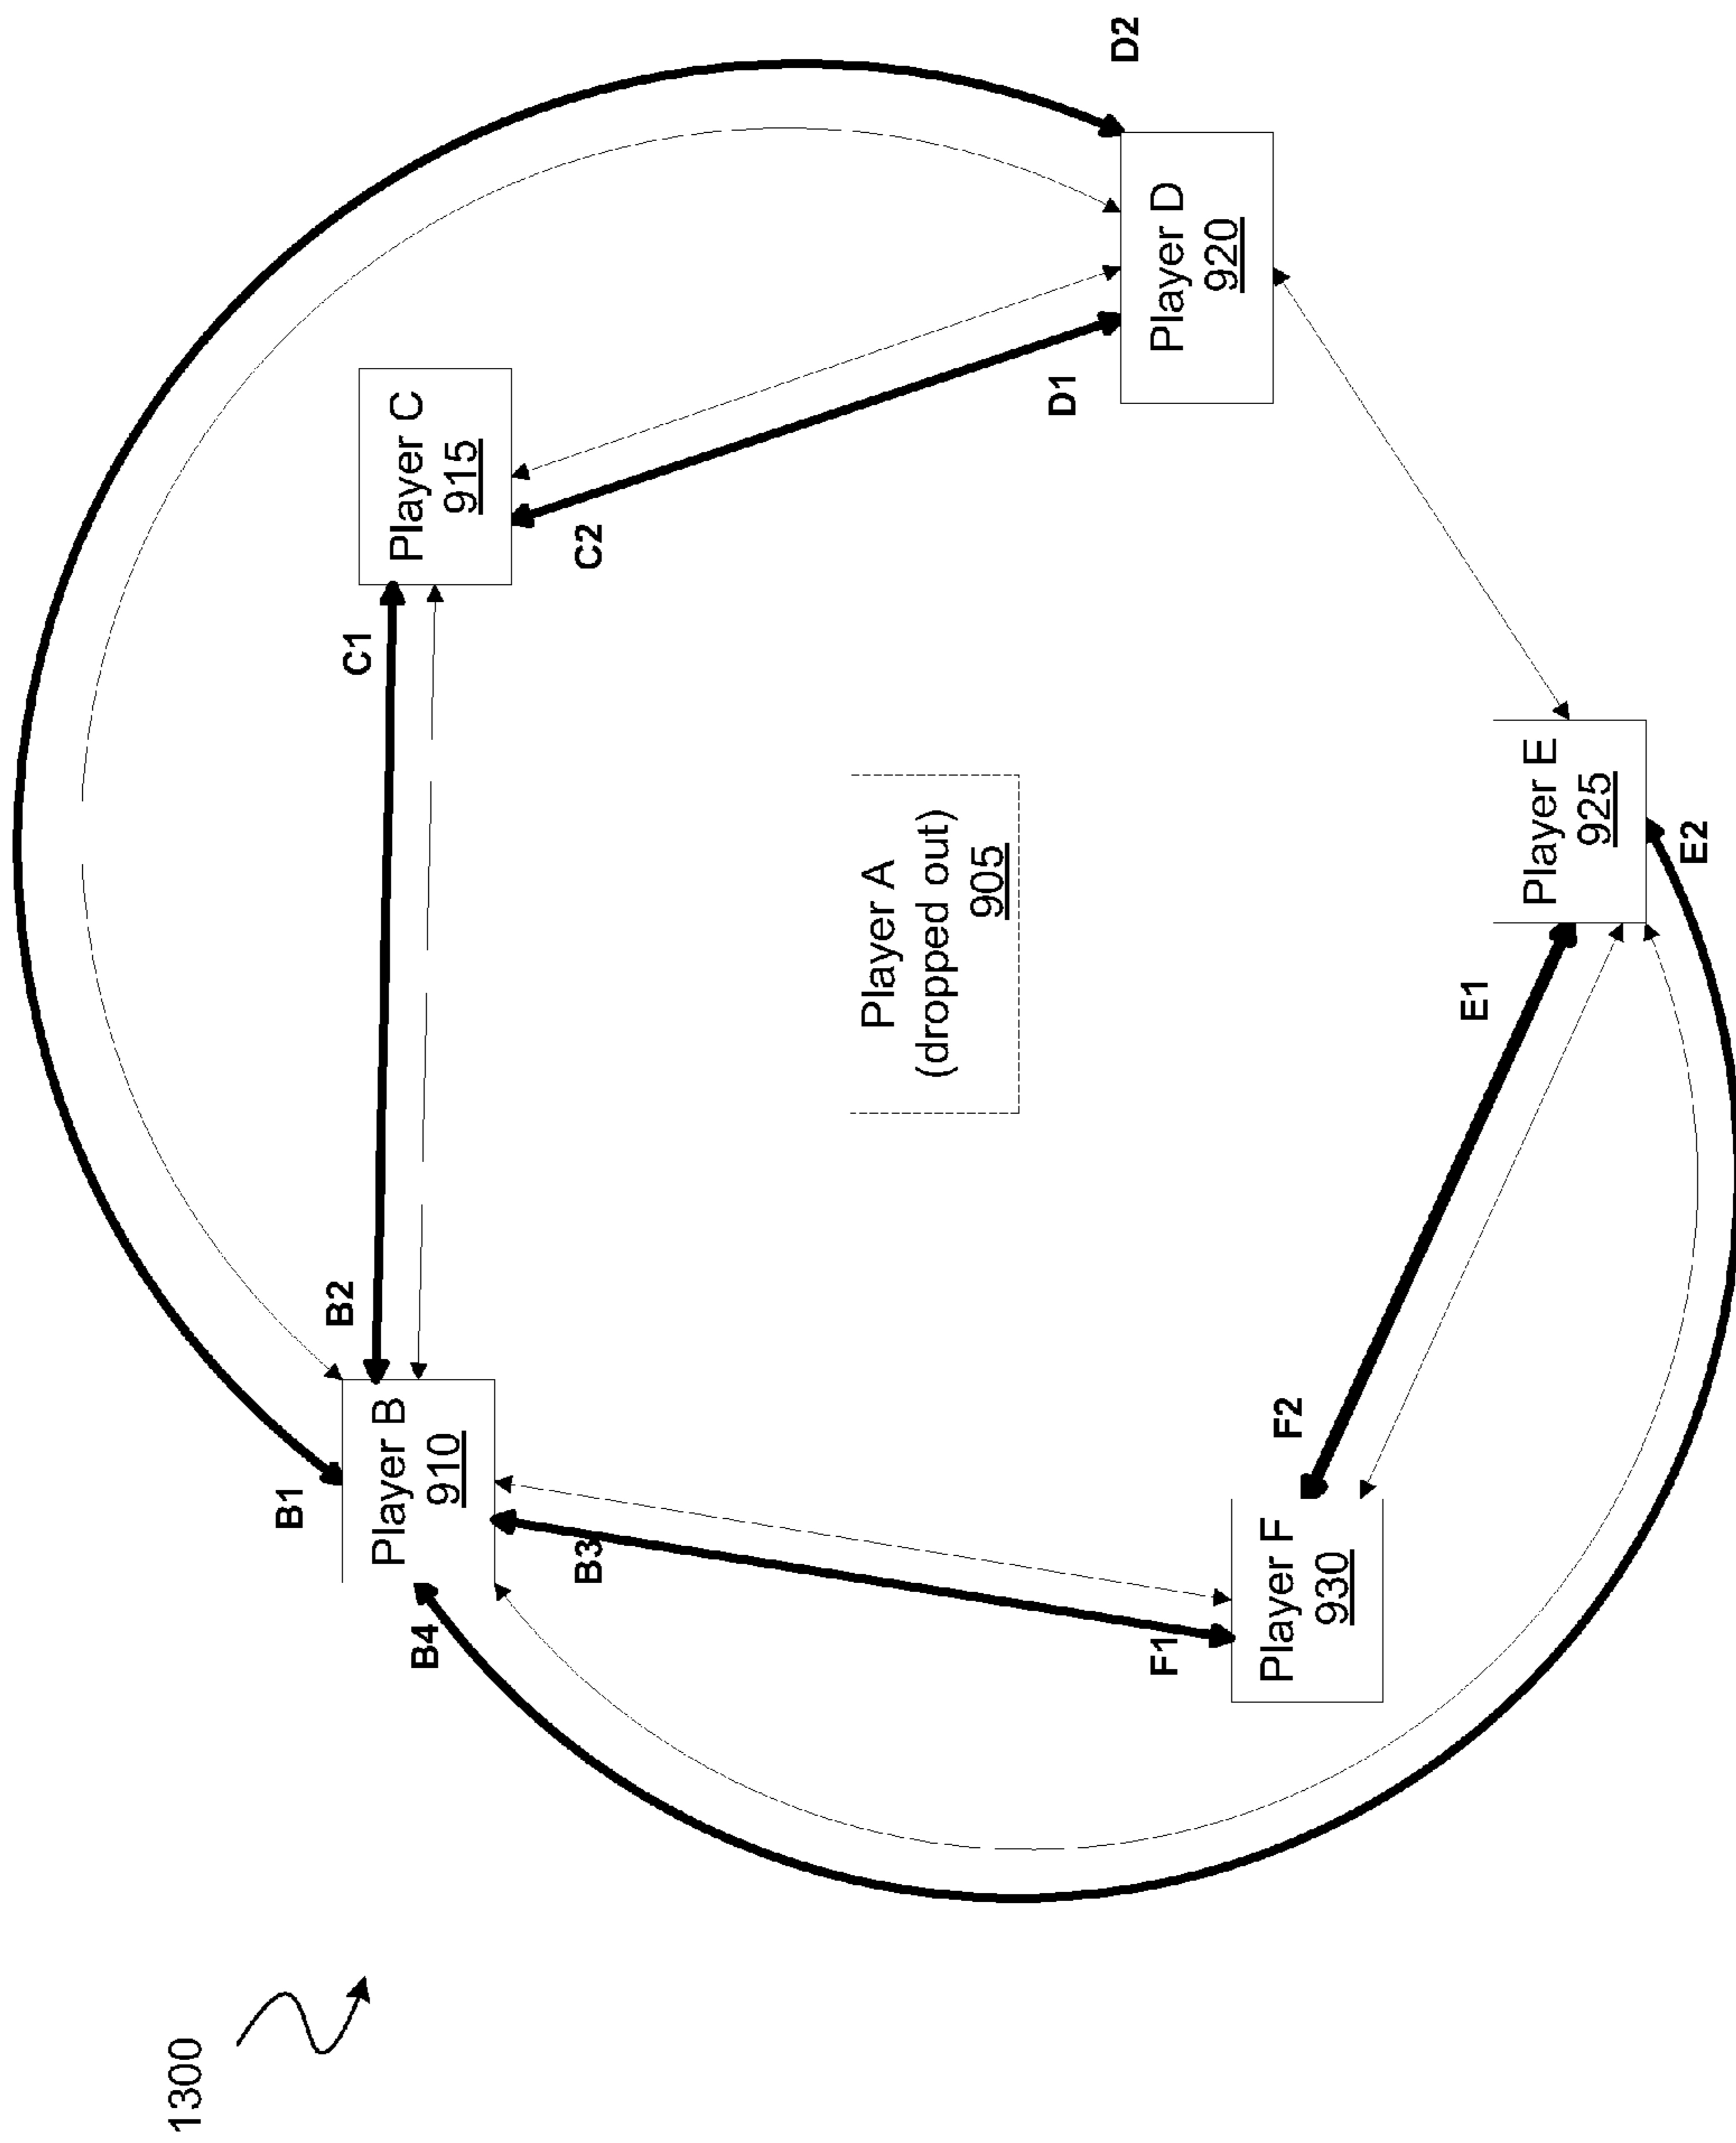 1300
B1
B2
Player B
910
B3
B4
C1
Player C
915
C2
D1
D2
Player D
920
Player A
(dropped out)
905
F1
F2
Player F
930
E1
Player E
925
E2